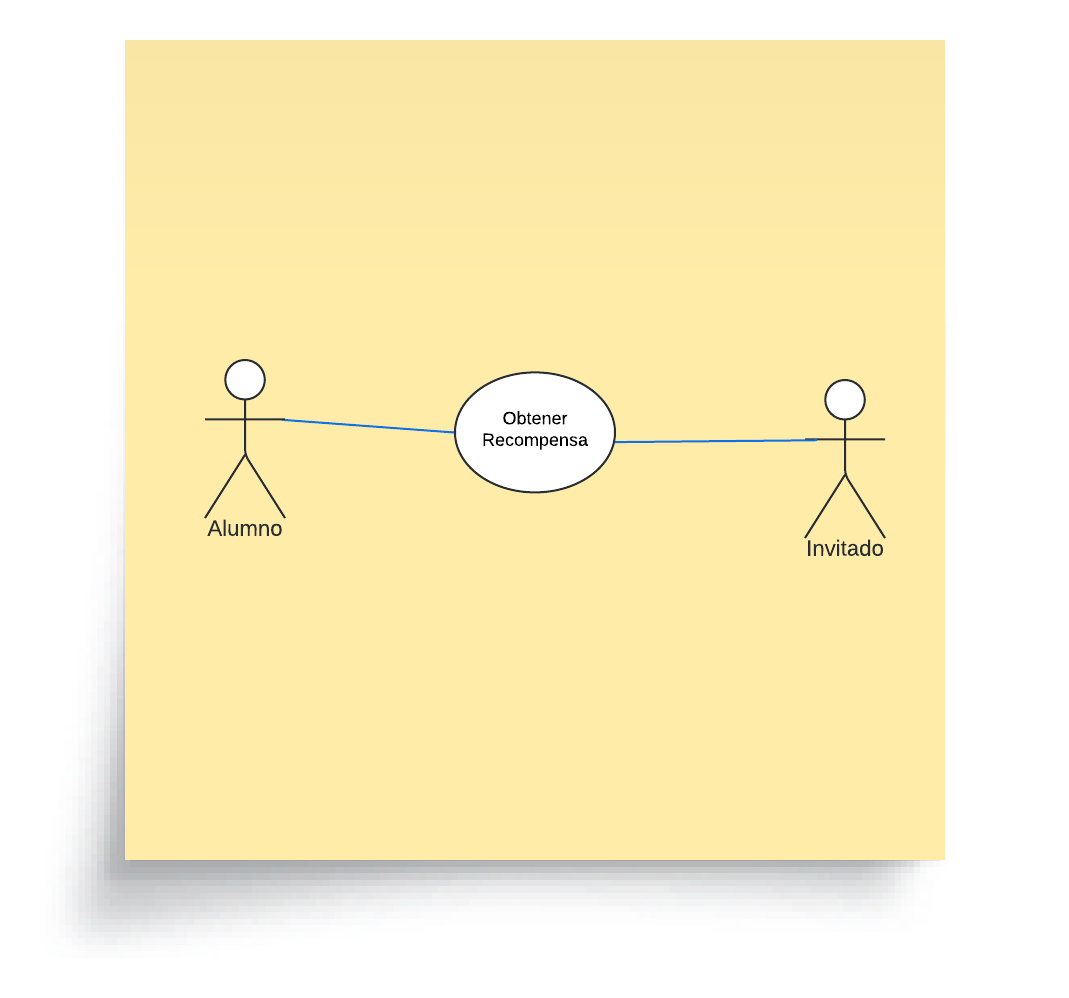 Obtener
Recompensa
Alumno
Invitado